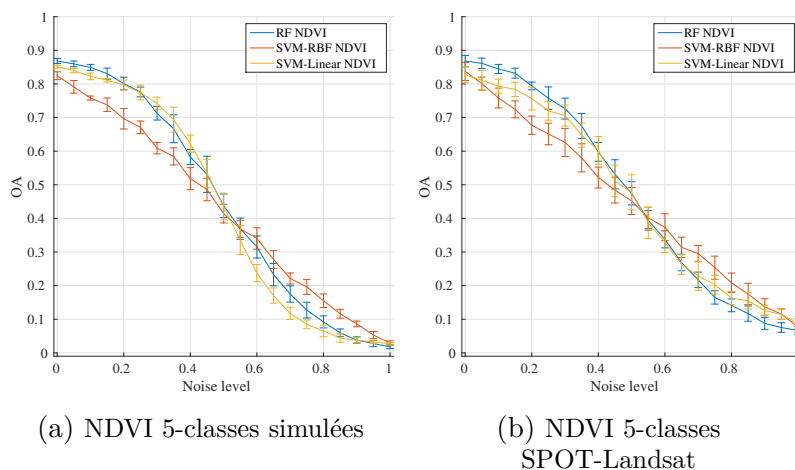 1
0.9
0.8
0.7
0.6
0.5
0.4
0.3
0.2
0.1
0
OA
0 0.2 0.4 0.6 0.8 1
Noise level
RF NDVI
SVM-RBF NDVI
SVM-Linear NDVI
(a) NDVI 5-classes simulées
1
0.9
0.8
0.7
0.6
0.5
0.4
0.3
0.2
0.1
0
OA
0 0.2 0.4 0.6 0.8
Noise level
RF NDVI
SVM-RBF NDVI
SVM-Linear NDVI
(b) NDVI 5-classes
SPOT-Landsat